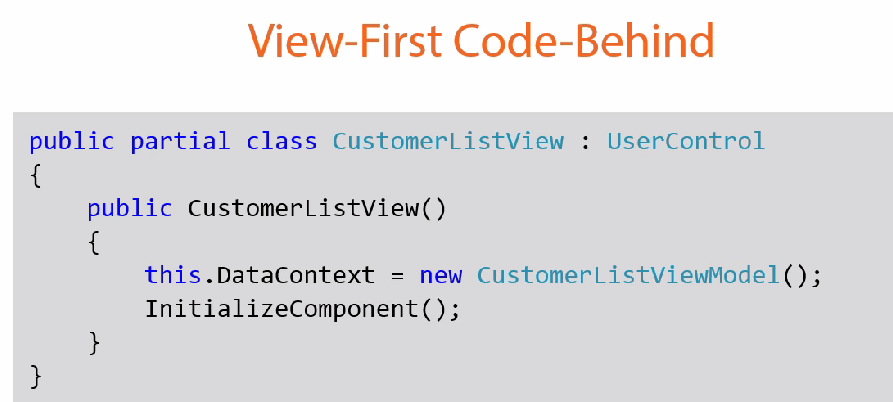 View-First Code-Behind
public partial class CustomerListView : UserControl
{
    public CustomerListView()
    {
        this.DataContext = new CustomerListViewModel();
        InitializeComponent();
    }
}